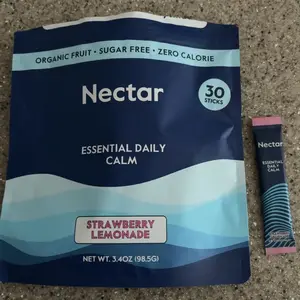 ORGANIC FRUIT • SUGAR FREE • ZERO CALORIE
Nectar
30
STICKS
ESSENTIAL DAILY
CALM
STRAWBERRY
LEMONADE
NET WT. 3.4OZ (98.5G)
Nectar
ESSENTIAL
DAILY
CALM